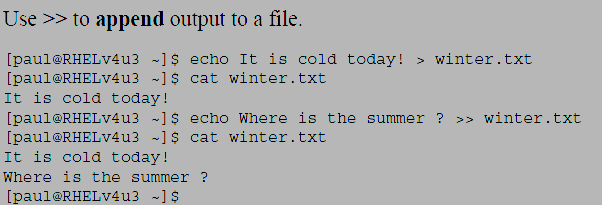 Use >> to append output to a file.
[paul@RHELv4u3 ~]$ echo It is cold today! > winter.txt
[paul@RHELv4u3 ~]$ cat winter.txt
It is cold today!
[paul@RHELv4u3 ~]$ echo Where is the summer ? >> winter.txt
[paul@RHELv4u3 ~]$ cat winter.txt
It is cold today!
Where is the summer ?
[paul@RHELv4u3 ~]$